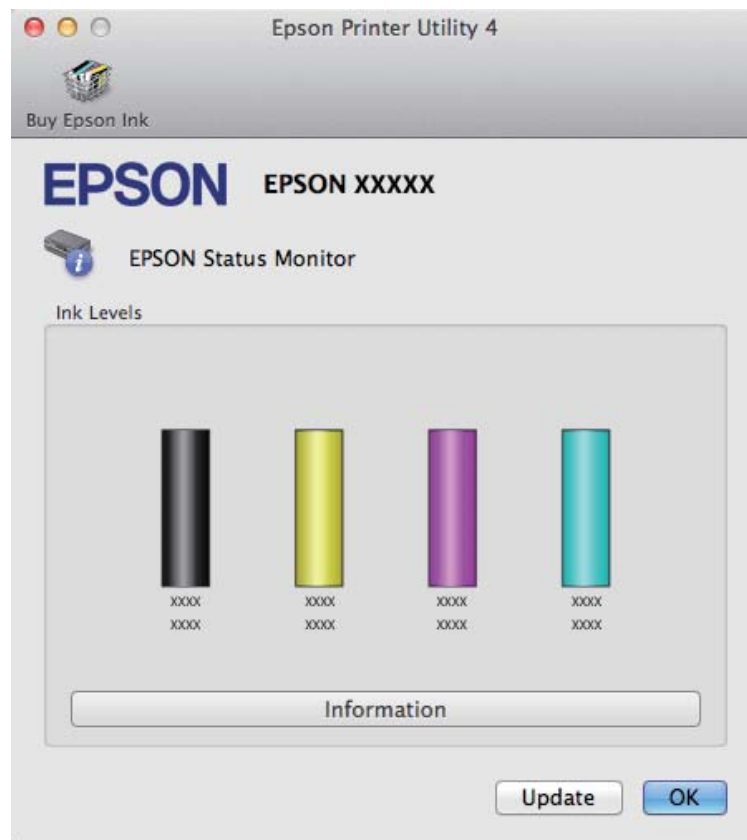 Epson Printer Utility 4
Buy Epson Ink
EPSON EPSON XXXXX
EPSON Status Monitor
Ink Levels
XXXX XXXX XXXX XXXX
XXXX XXXX XXXX XXXX
Information
Update OK